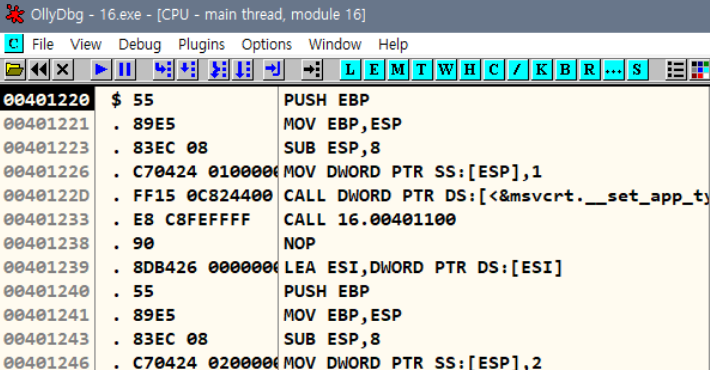 OllyDbg - 16.exe - [CPU - main thread, module 16]
C File View Debug Plugins Options Window Help
L E M T W H C / K B R ... S
00401220 $ 55 PUSH EBP
00401221 . 89E5 MOV EBP,ESP
00401223 . 83EC 08 SUB ESP,8
00401226 . C70424 0100000 MOV DWORD PTR SS:[ESP],1
0040122D . FF15 0C824400 CALL DWORD PTR DS:[<&msvcrt.__set_app_ty
00401233 . E8 C8FEFFFF CALL 16.00401100
00401238 . 90 NOP
00401239 . 8DB426 0000000 LEA ESI,DWORD PTR DS:[ESI]
00401240 . 55 PUSH EBP
00401241 . 89E5 MOV EBP,ESP
00401243 . 83EC 08 SUB ESP,8
00401246 . C70424 0200000 MOV DWORD PTR SS:[ESP],2